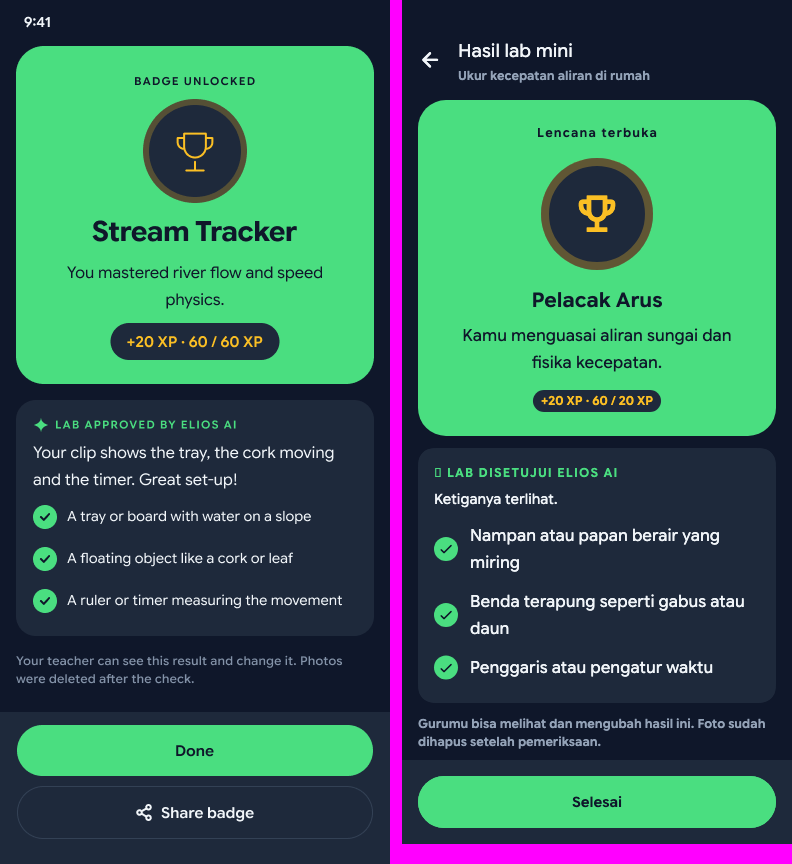 9:41
BADGE UNLOCKED
Stream Tracker
You mastered river flow and speed
physics.
+20 XP · 60 / 60 XP
LAB APPROVED BY ELIOS AI
Your clip shows the tray, the cork moving
and the timer. Great set-up!
A tray or board with water on a slope
A floating object like a cork or leaf
A ruler or timer measuring the movement
Your teacher can see this result and change it. Photos
were deleted after the check.
Done
Share badge
Hasil lab mini
Ukur kecepatan aliran di rumah
Lencana terbuka
Pelacak Arus
Kamu menguasai aliran sungai dan
fisika kecepatan.
+20 XP · 60 / 20 XP
LAB DISETUJUI ELIOS AI
Ketiganya terlihat.
Nampan atau papan berair yang
miring
Benda terapung seperti gabus atau
daun
Penggaris atau pengatur waktu
Gurumu bisa melihat dan mengubah hasil ini. Foto sudah
dihapus setelah pemeriksaan.
Selesai